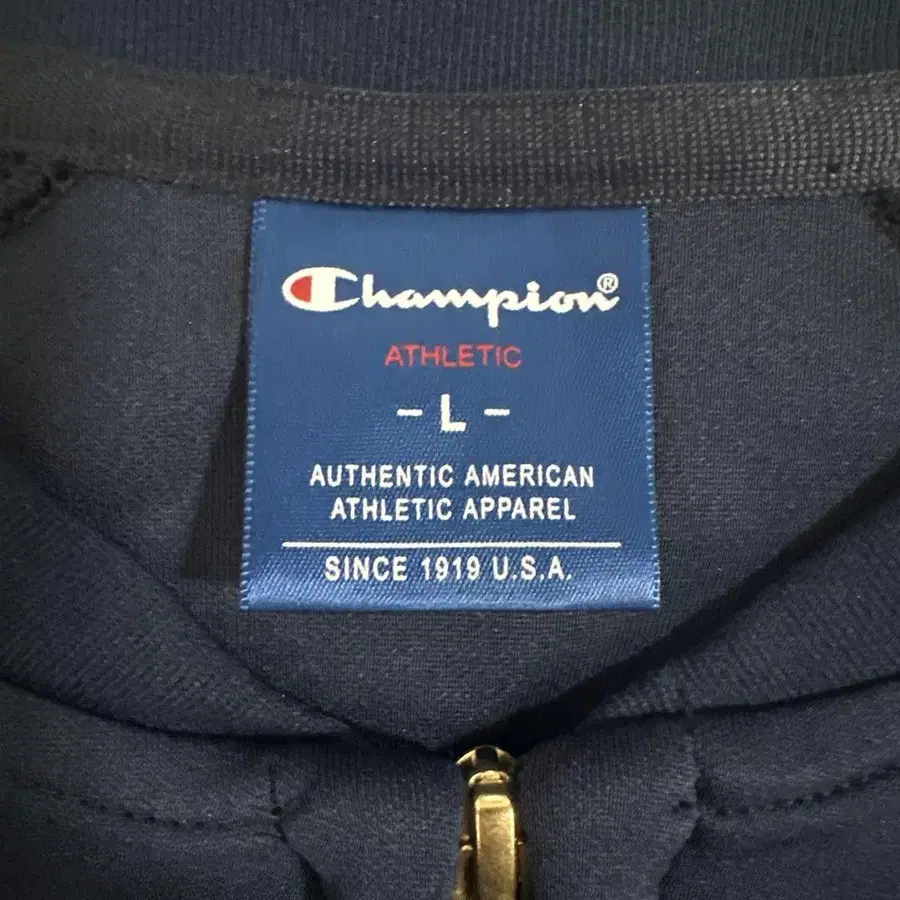 Champion®
ATHLETIC
- L -
AUTHENTIC AMERICAN
ATHLETIC APPAREL
SINCE 1919 U.S.A.